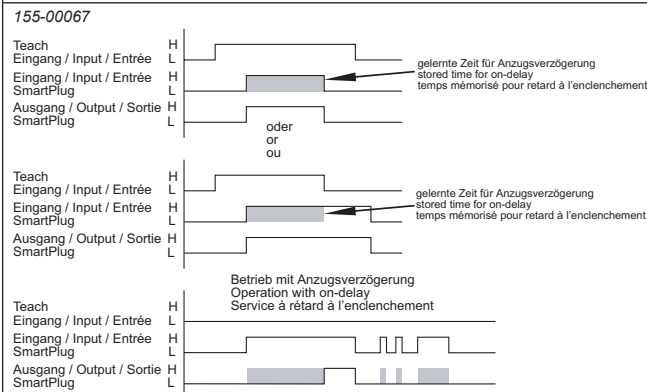 155-00067
Teach H
Eingang / Input / Entrée L
gelernte Zeit für Anzugsverzögerung
stored time for on-delay
temps mémorisé pour retard à l'enclenchement
Eingang / Input / Entrée H
SmartPlug L
Ausgang / Output / Sortie H
SmartPlug L
oder
or
ou
Teach H
Eingang / Input / Entrée L
gelernte Zeit für Anzugsverzögerung
stored time for on-delay
temps mémorisé pour retard à l'enclenchement
Eingang / Input / Entrée H
SmartPlug L
Ausgang / Output / Sortie H
SmartPlug L
Betrieb mit Anzugsverzögerung
Operation with on-delay
Service à rétard à l'enclenchement
Teach H
Eingang / Input / Entrée L
Eingang / Input / Entrée H
SmartPlug L
Ausgang / Output / Sortie H
SmartPlug L